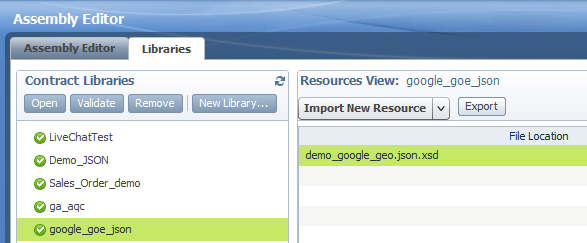 Assembly Editor
Assembly Editor Libraries
Contract Libraries
Open Validate Remove New Library...
LiveChatTest
Demo_JSON
Sales_Order_demo
ga_aqc
google_goe_json
Resources View: google_goe_json
Import New Resource Export
File Location
demo_google_geo.json.xsd